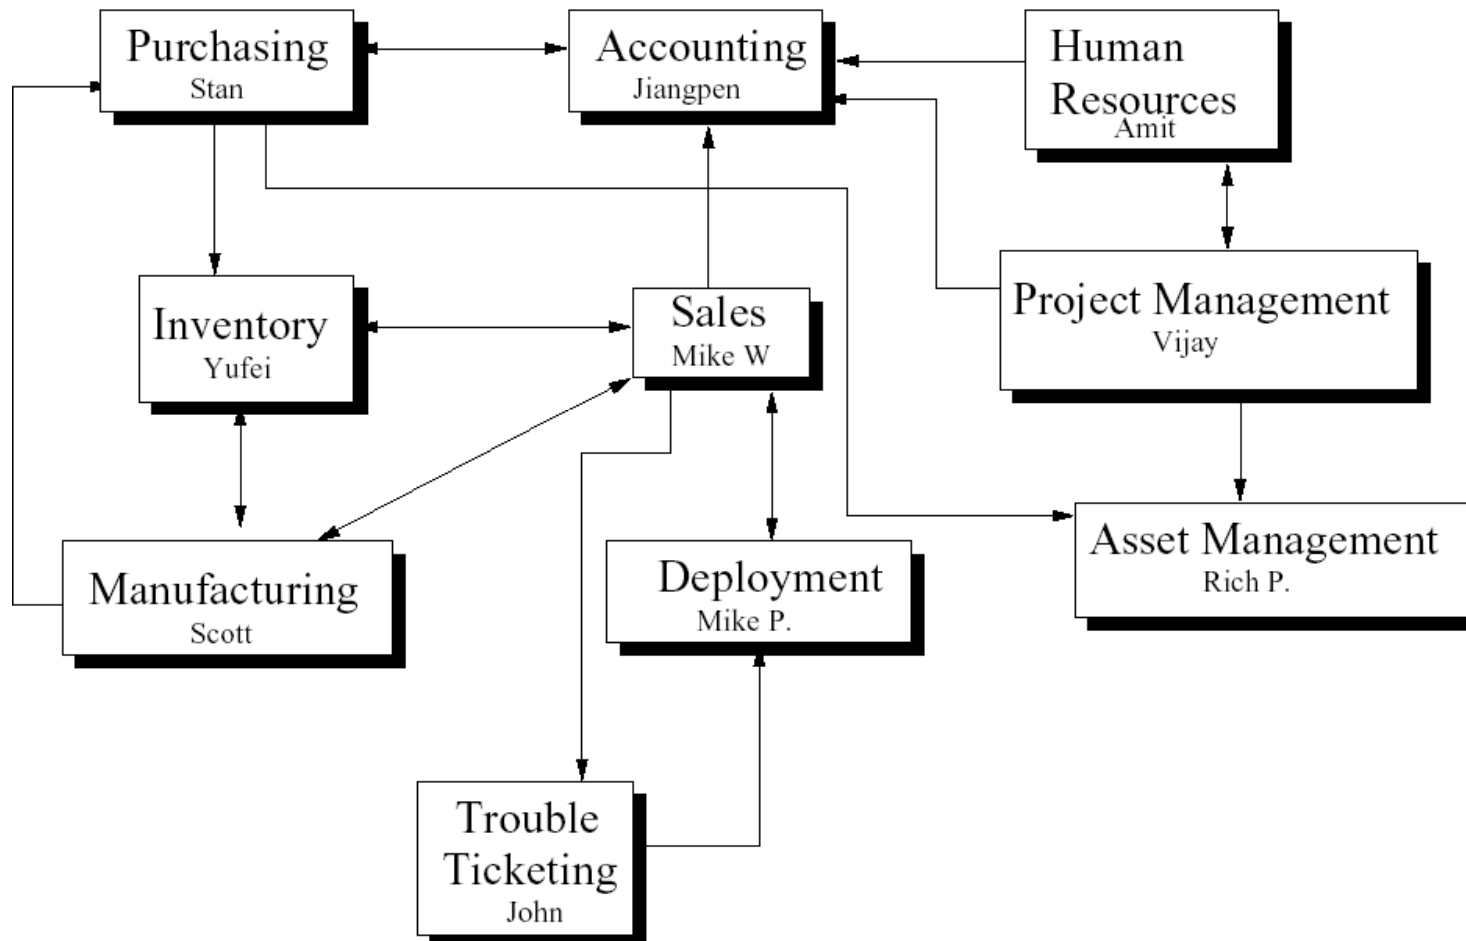 Purchasing
Stan
Accounting
Jiangpen
Human
Resources
Amit
Inventory
Yufei
Sales
Mike W
Project Management
Vijay
Manufacturing
Scott
Deployment
Mike P.
Asset Management
Rich P.
Trouble
Ticketing
John